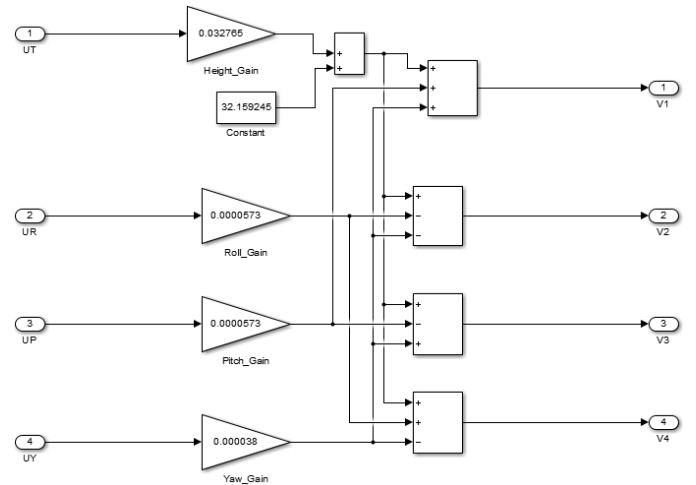 1
UT
0.032765
Height_Gain
+
+
32.159245
Constant
+
+
+
1
V1
2
UR
0.0000573
Roll_Gain
+
−
−
2
V2
3
UP
0.0000573
Pitch_Gain
+
−
+
3
V3
4
UY
0.000038
Yaw_Gain
+
+
−
4
V4